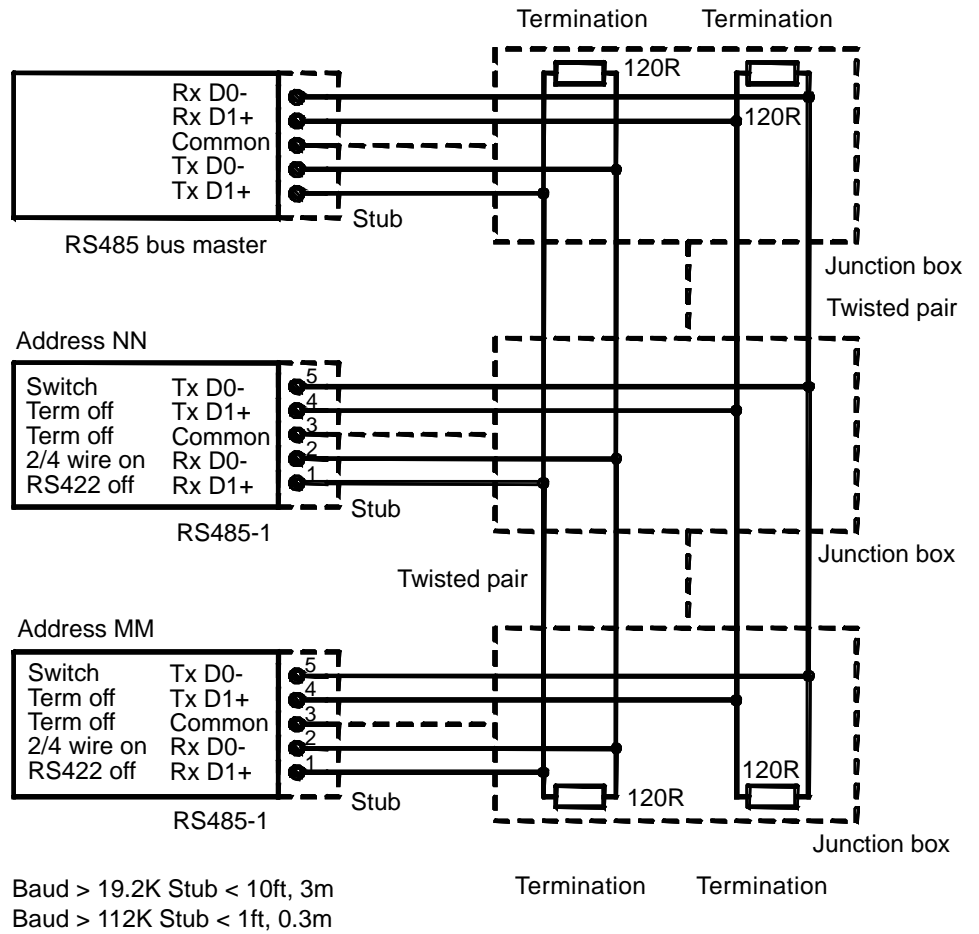 Termination Termination
120R
120R
Rx D0-
Rx D1+
Common
Tx D0-
Tx D1+
Stub
RS485 bus master
Junction box
Twisted pair
Address NN
Switch Tx D0- 5
Term off Tx D1+ 4
Term off Common 3
2/4 wire on Rx D0- 2
RS422 off Rx D1+ 1
Stub
RS485-1
Junction box
Twisted pair
Address MM
Switch Tx D0- 5
Term off Tx D1+ 4
Term off Common 3
2/4 wire on Rx D0- 2
RS422 off Rx D1+ 1
120R
120R
Stub
RS485-1
Junction box
Termination Termination
Baud > 19.2K Stub < 10ft, 3m
Baud > 112K Stub < 1ft, 0.3m